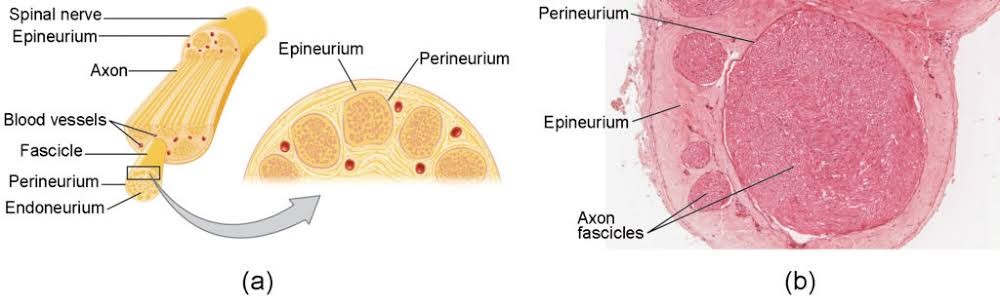 Spinal nerve
Epineurium
Axon
Blood vessels
Fascicle
Perineurium
Endoneurium
Epineurium
Perineurium
(a)
Perineurium
Epineurium
Axon
fascicles
(b)